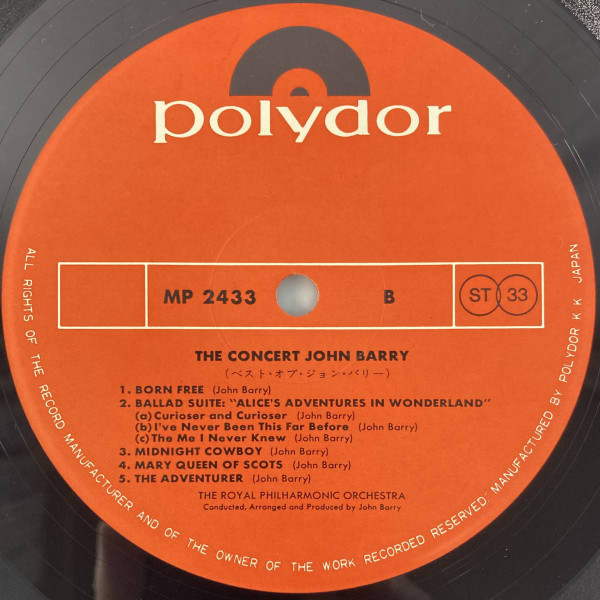 polydor
MP 2433 B ST 33
THE CONCERT JOHN BARRY
(ベスト・オブ・ジョン・バリー)
1. BORN FREE (John Barry)
2. BALLAD SUITE: "ALICE'S ADVENTURES IN WONDERLAND"
(a) Curioser and Curioser (John Barry)
(b) I've Never Been This Far Before (John Barry)
(c) The Me I Never Knew (John Barry)
3. MIDNIGHT COWBOY (John Barry)
4. MARY QUEEN OF SCOTS (John Barry)
5. THE ADVENTURER (John Barry)
THE ROYAL PHILHARMONIC ORCHESTRA
Conducted, Arranged and Produced by John Barry
ALL RIGHTS OF THE RECORD MANUFACTURER AND OF THE OWNER OF THE WORK RECORDED RESERVED· MANUFACTURED BY POLYDOR K K JAPAN